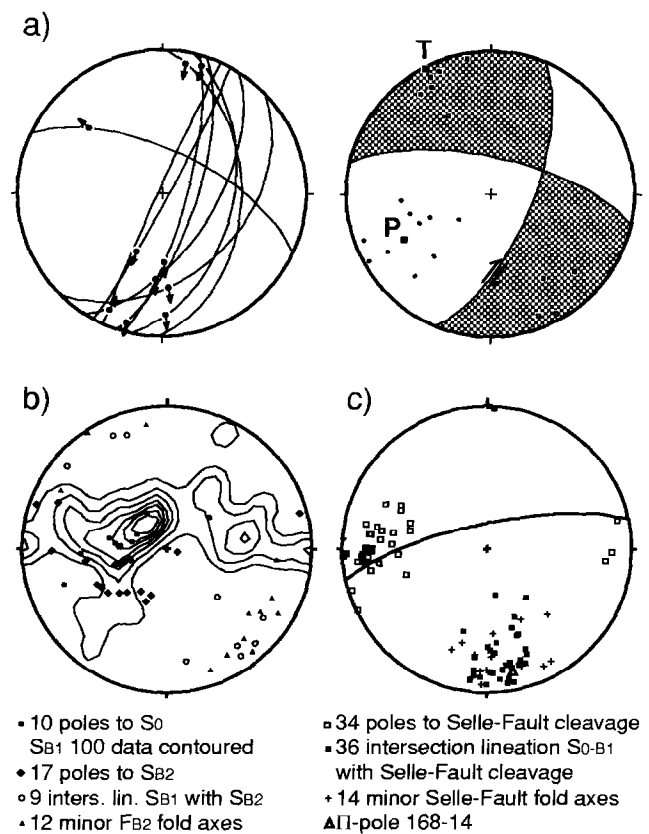 a)
T
P
b)
c)
▪ 10 poles to S0
SB1 100 data contoured
◆ 17 poles to SB2
○ 9 inters. lin. SB1 with SB2
▲ 12 minor FB2 fold axes
□ 34 poles to Selle-Fault cleavage
■ 36 intersection lineation S0-B1
with Selle-Fault cleavage
+ 14 minor Selle-Fault fold axes
▲Π-pole 168-14